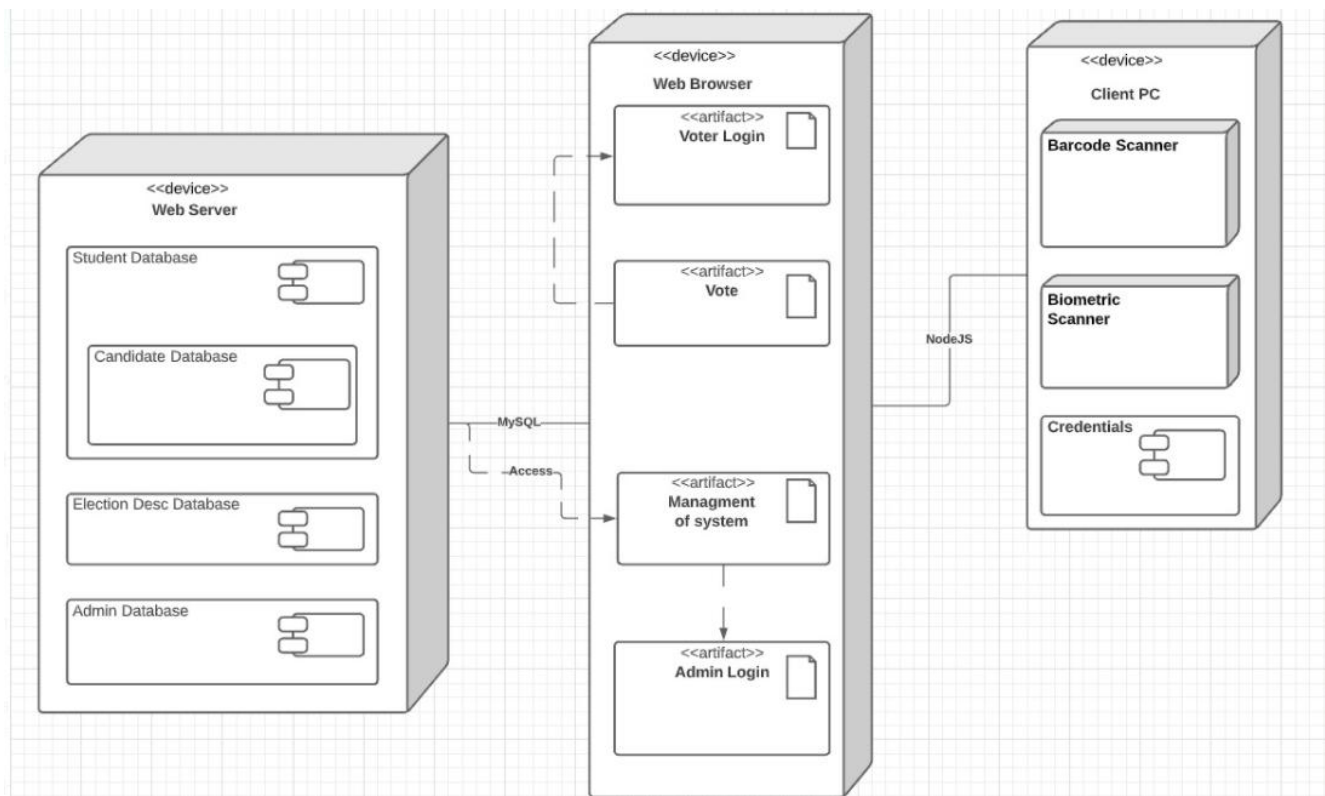 <<device>>
Web Server
Student Database
Candidate Database
Election Desc Database
Admin Database
MySQL
Access
<<device>>
Web Browser
<<artifact>>
Voter Login
<<artifact>>
Vote
<<artifact>>
Managment
of system
<<artifact>>
Admin Login
NodeJS
<<device>>
Client PC
Barcode Scanner
Biometric
Scanner
Credentials